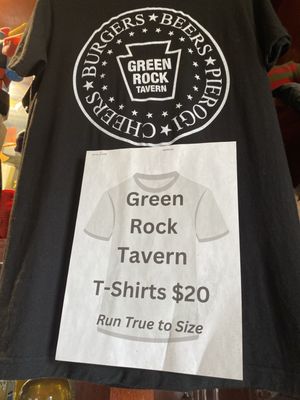 BURGERS ★ BEERS ★ PIEROGI ★ CHEERS ★
GREEN
ROCK
TAVERN
Green
Rock
Tavern
T-Shirts $20
Run True to Size